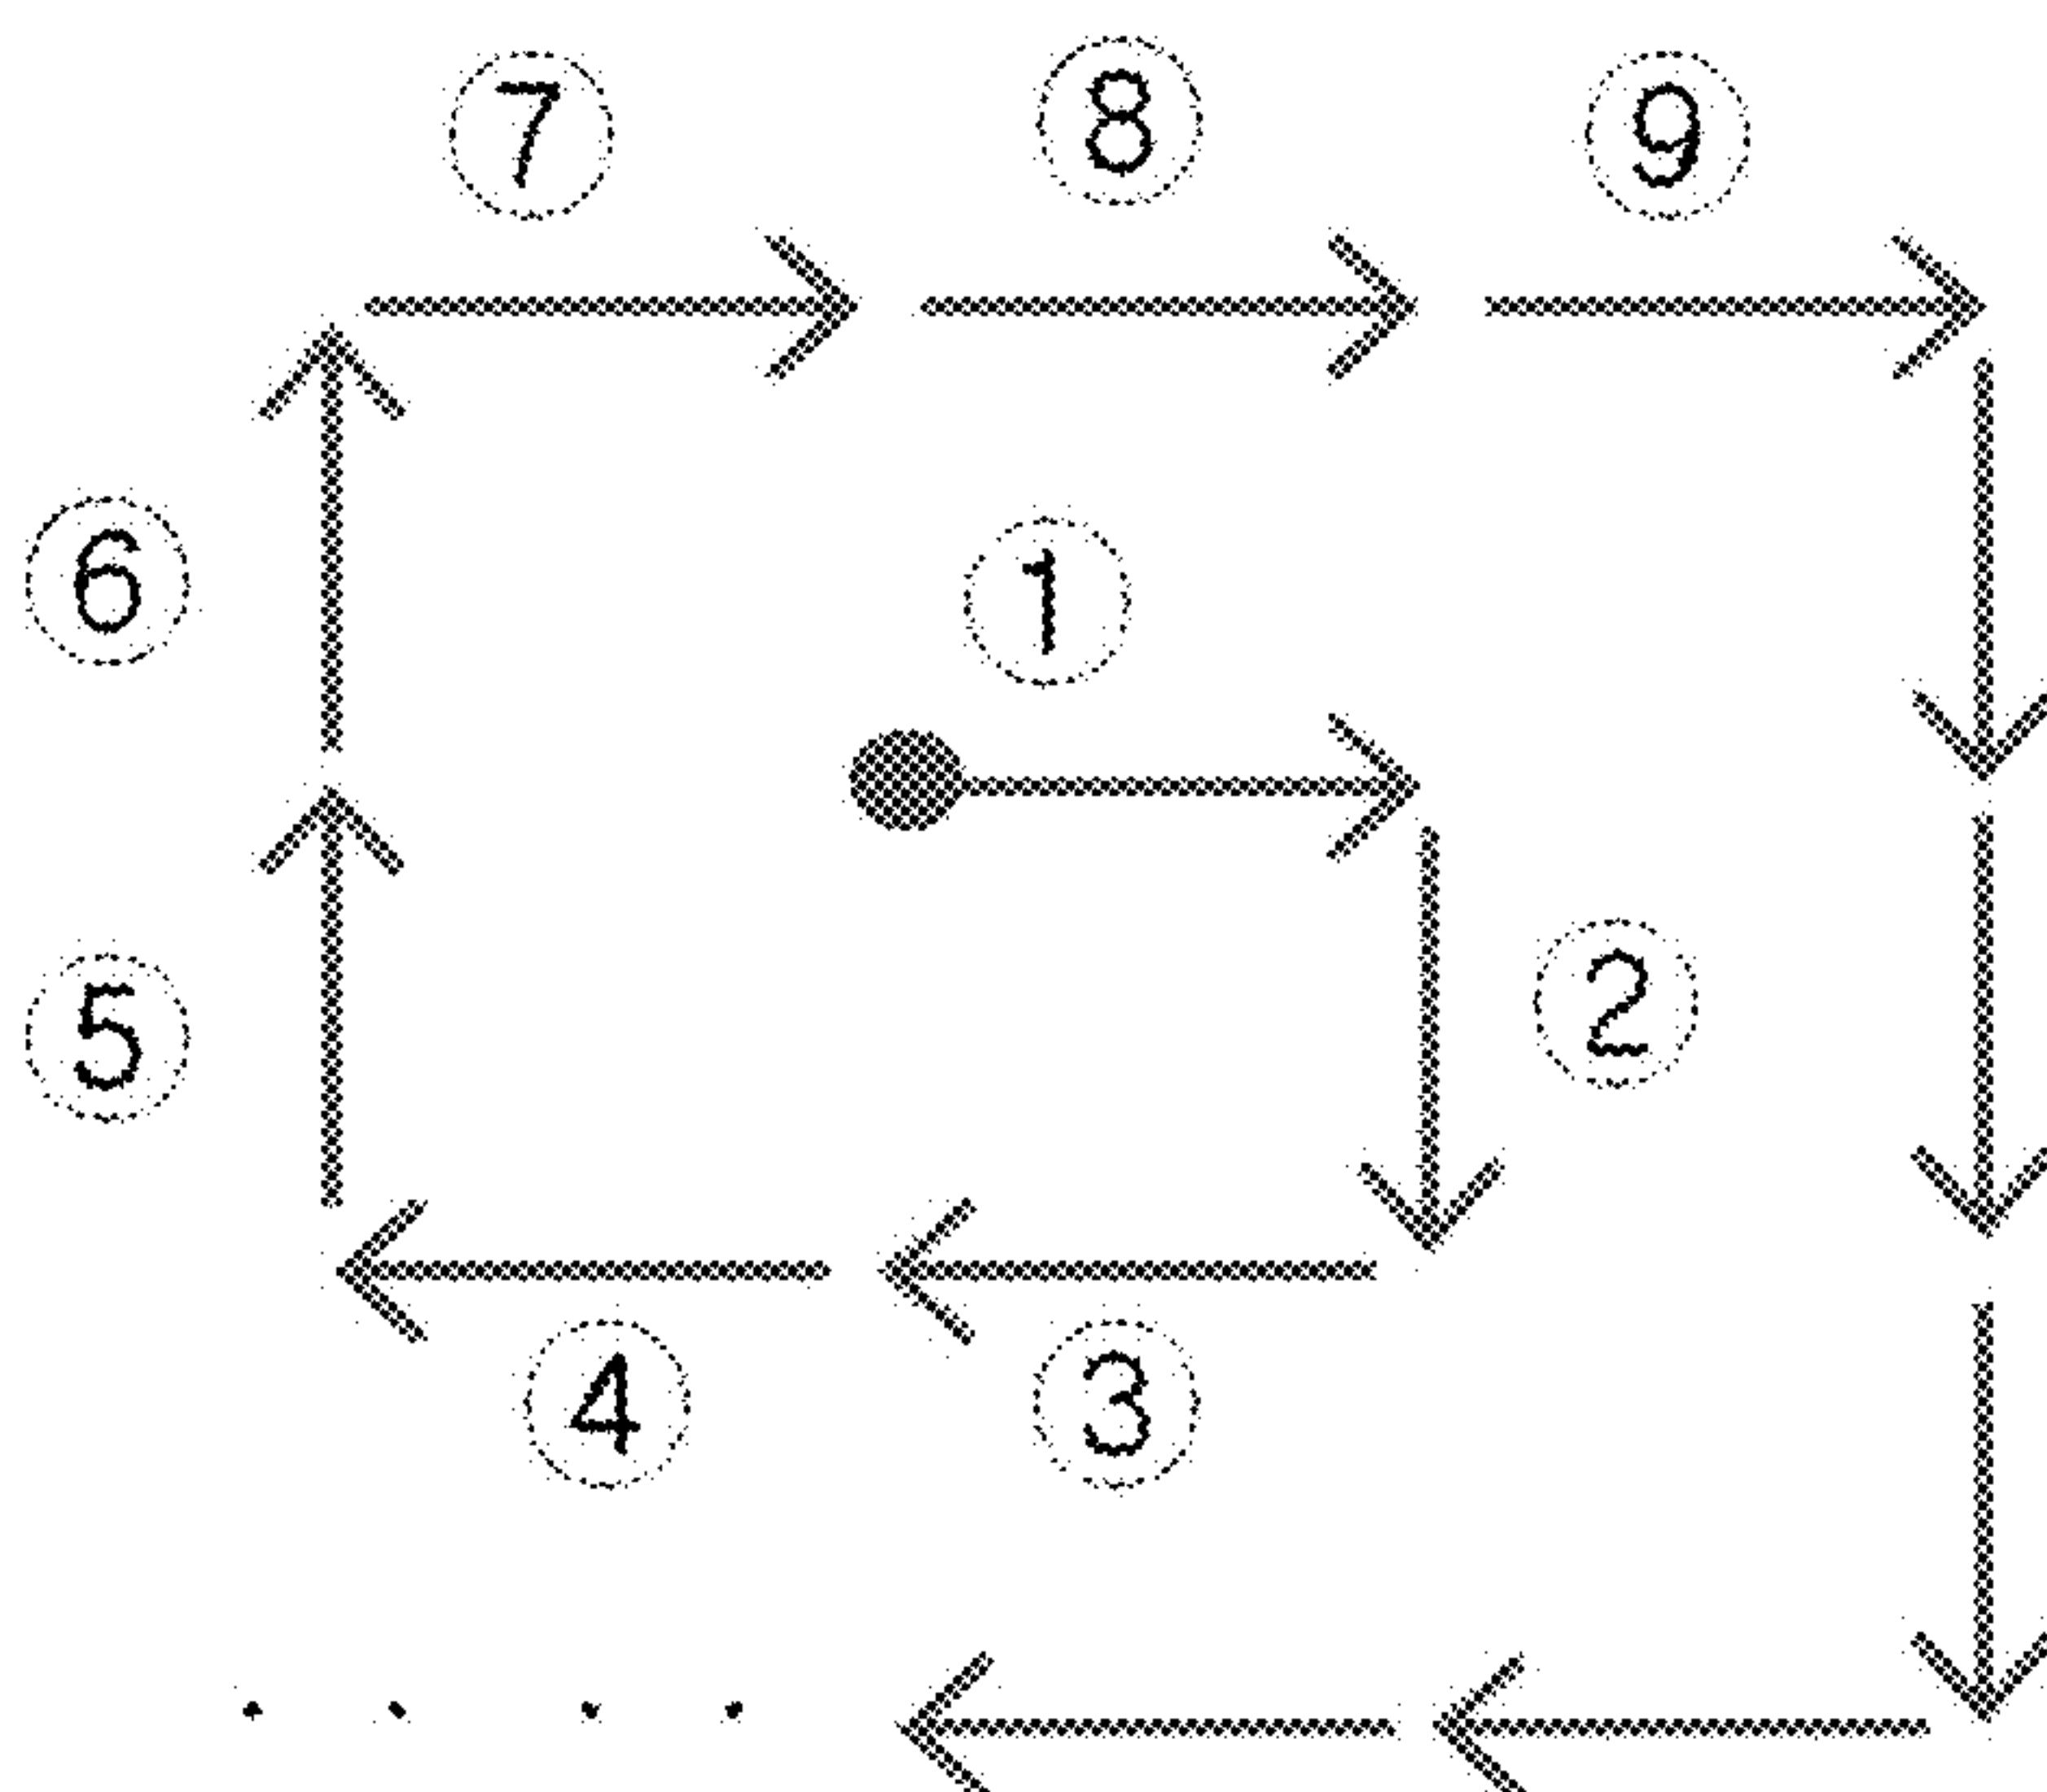 ⑦ ⑧ ⑨
⑥ ①
⑤ ②
④ ③